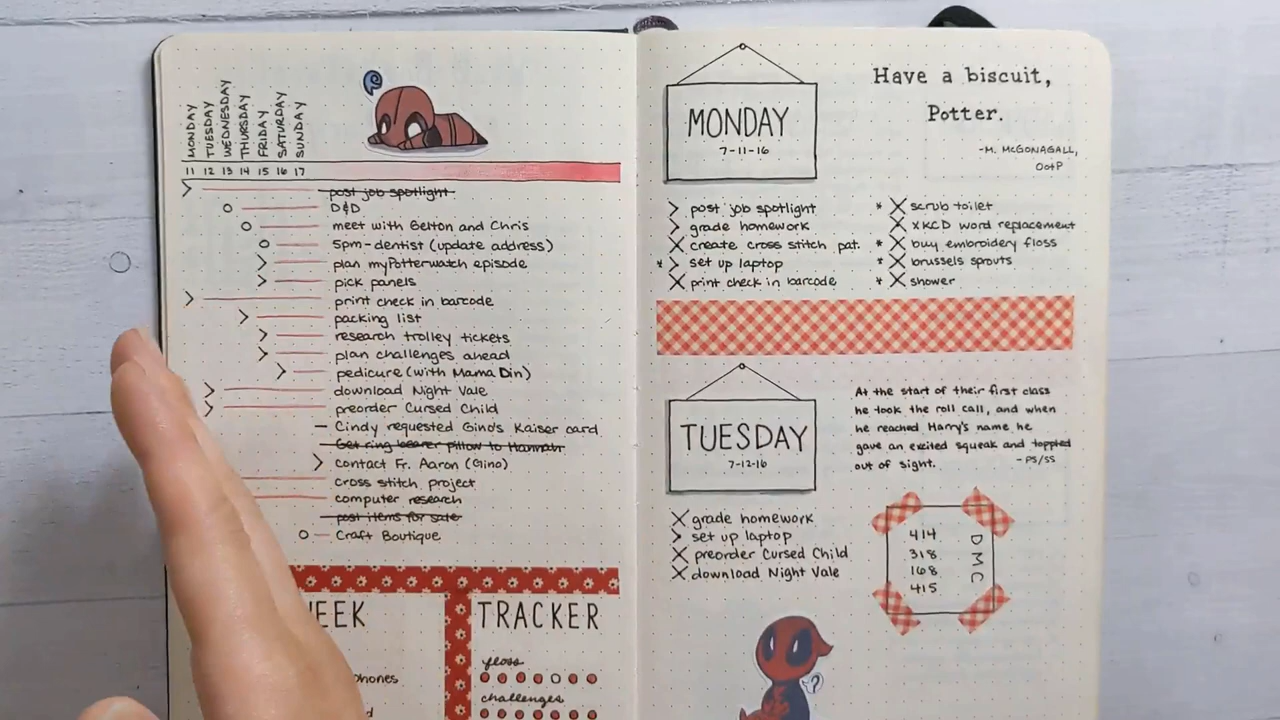 MONDAY
TUESDAY
WEDNESDAY
THURSDAY
FRIDAY
SATURDAY
SUNDAY
11 12 13 14 15 16 17
post job spotlight
D&D
meet with Belton and Chris
5pm-dentist (update address)
plan myPotterwatch episode
pick panels
print check in barcode
packing list
research trolley tickets
plan challenges ahead
pedicure (with Mama Din)
download Night Vale
preorder Cursed Child
— Cindy requested Gino's Kaiser card
Get ring bearer pillow to Hannah
contact Fr. Aaron (Gino)
cross stitch project
computer research
post items for sale
Craft Boutique
EEK
phones
TRACKER
floss
challenges
MONDAY
7-11-16
Have a biscuit,
Potter.
-M. McGONAGALL,
OotP
post job spotlight
grade homework
create cross stitch pat.
set up laptop
print check in barcode
scrub toilet
XKCD word replacement
buy embroidery floss
brussels sprouts
shower
TUESDAY
7-12-16
At the start of their first class
he took the roll call, and when
he reached Harry's name he
gave an excited squeak and toppled
out of sight. -PS/SS
grade homework
set up laptop
preorder Cursed Child
download Night Vale
414
318
168
415
DMC
?